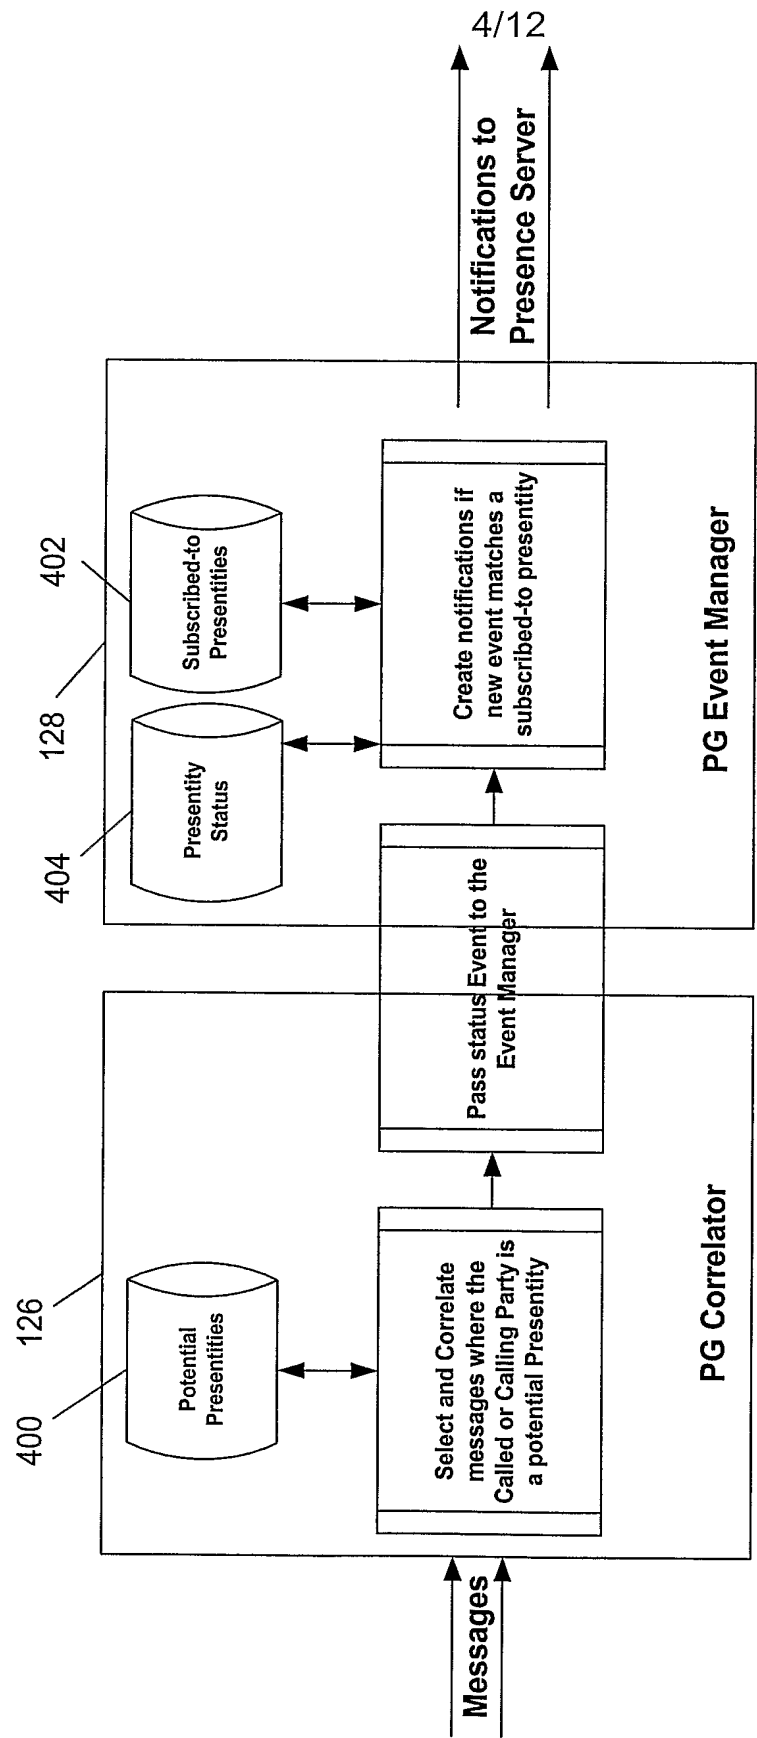 4/12
Messages
400
126
Potential
Presentities
Select and Correlate
messages where the
Called or Calling Party is
a potential Presentity
PG Correlator
Pass status Event to the
Event Manager
404
128
402
Presentity
Status
Subscribed-to
Presentities
Create notifications if
new event matches a
subscribed-to presentity
PG Event Manager
Notifications to
Presence Server